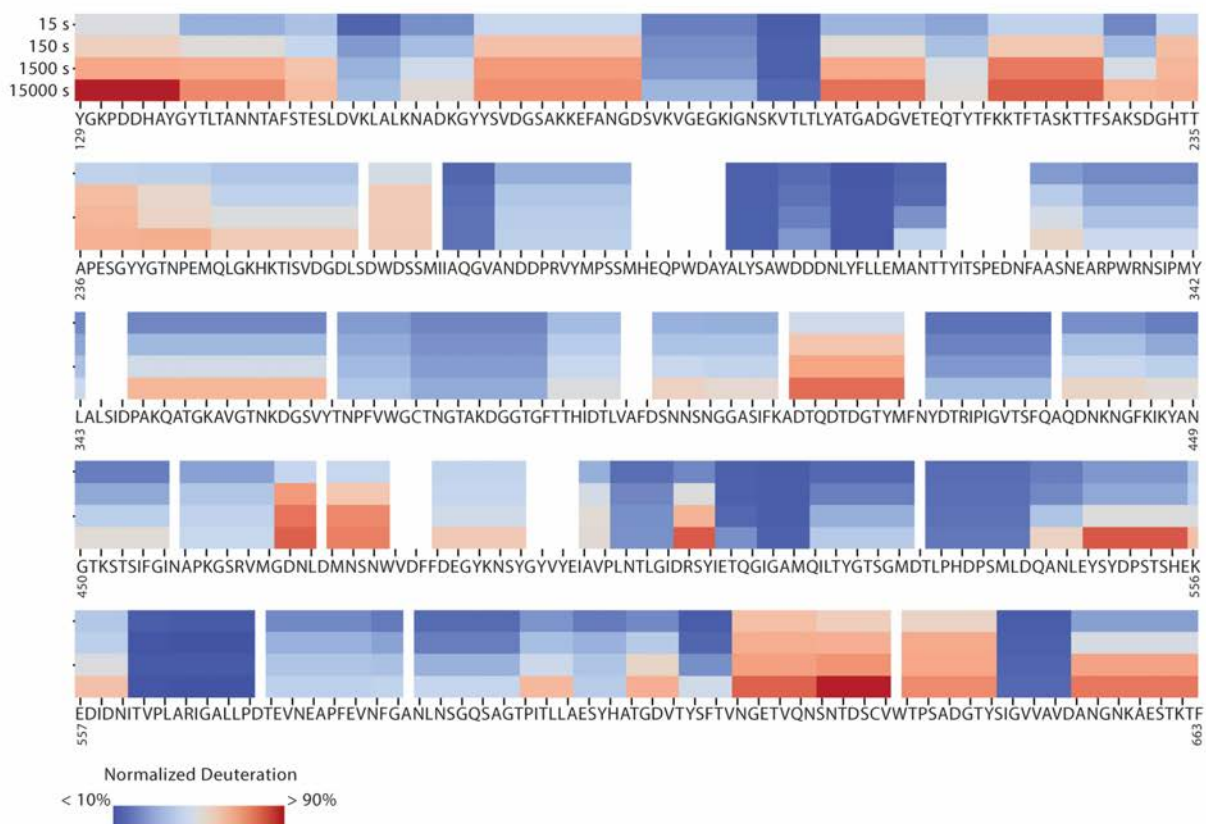 15 s
150 s
1500 s
15000 s
YGKPDDHAYGYTLTANNTAFSTESLDVKLALKNADKGYYSVDGSAKKEFANGDSVKVGEGKIGNSKVTLTLYATGADGVETEQTYTFKKTFTASKTTFSAKSDGHTT
129
235
APESGYYGTNPEMQLGKHKTISVDGDLSDWDSSMIIAQGVANDDPRVYMPSSMHEQPWDAYALYSAWDDDNLYFLLEMANTTYITSPEDNFAASNEARPWRNSIPMY
236
342
LALSIDPAKQATGKAVGTNKDGSVYTNPFVWGCTNGTAKDGGTGFTTHIDTLVAFDSNNSNGGASIFKADTQDTDGTYMFNYDTRIPIGVTSFQAQDNKNGFKIKYAN
343
449
GTKSTSIFGINAPKGSRVMGDNLDMNSNWVDFFDEGYKNSYGYVYEIAVPLNTLGIDRSYIETQGIGAMQILTYGTSGMDTLPHDPSMLDQANLEYSYDPSTSHEK
450
556
EDIDNITVPLARIGALLPDTEVNEAPFEVNFGANLNSGQSAGTPITLLAESYHATGDVTYSFTVNGETVQNSNTDSCVWTPSADGTYSIGVVAVDANGNKAESTKTF
557
663
Normalized Deuteration
< 10%
> 90%